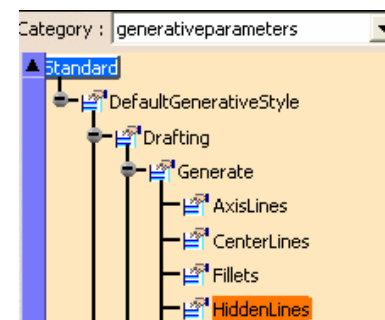 Category : generativeparameters
Standard
DefaultGenerativeStyle
Drafting
Generate
AxisLines
CenterLines
Fillets
HiddenLines